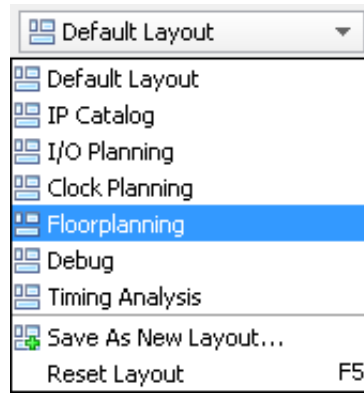 Default Layout
Default Layout
IP Catalog
I/O Planning
Clock Planning
Floorplanning
Debug
Timing Analysis
Save As New Layout...
Reset Layout F5